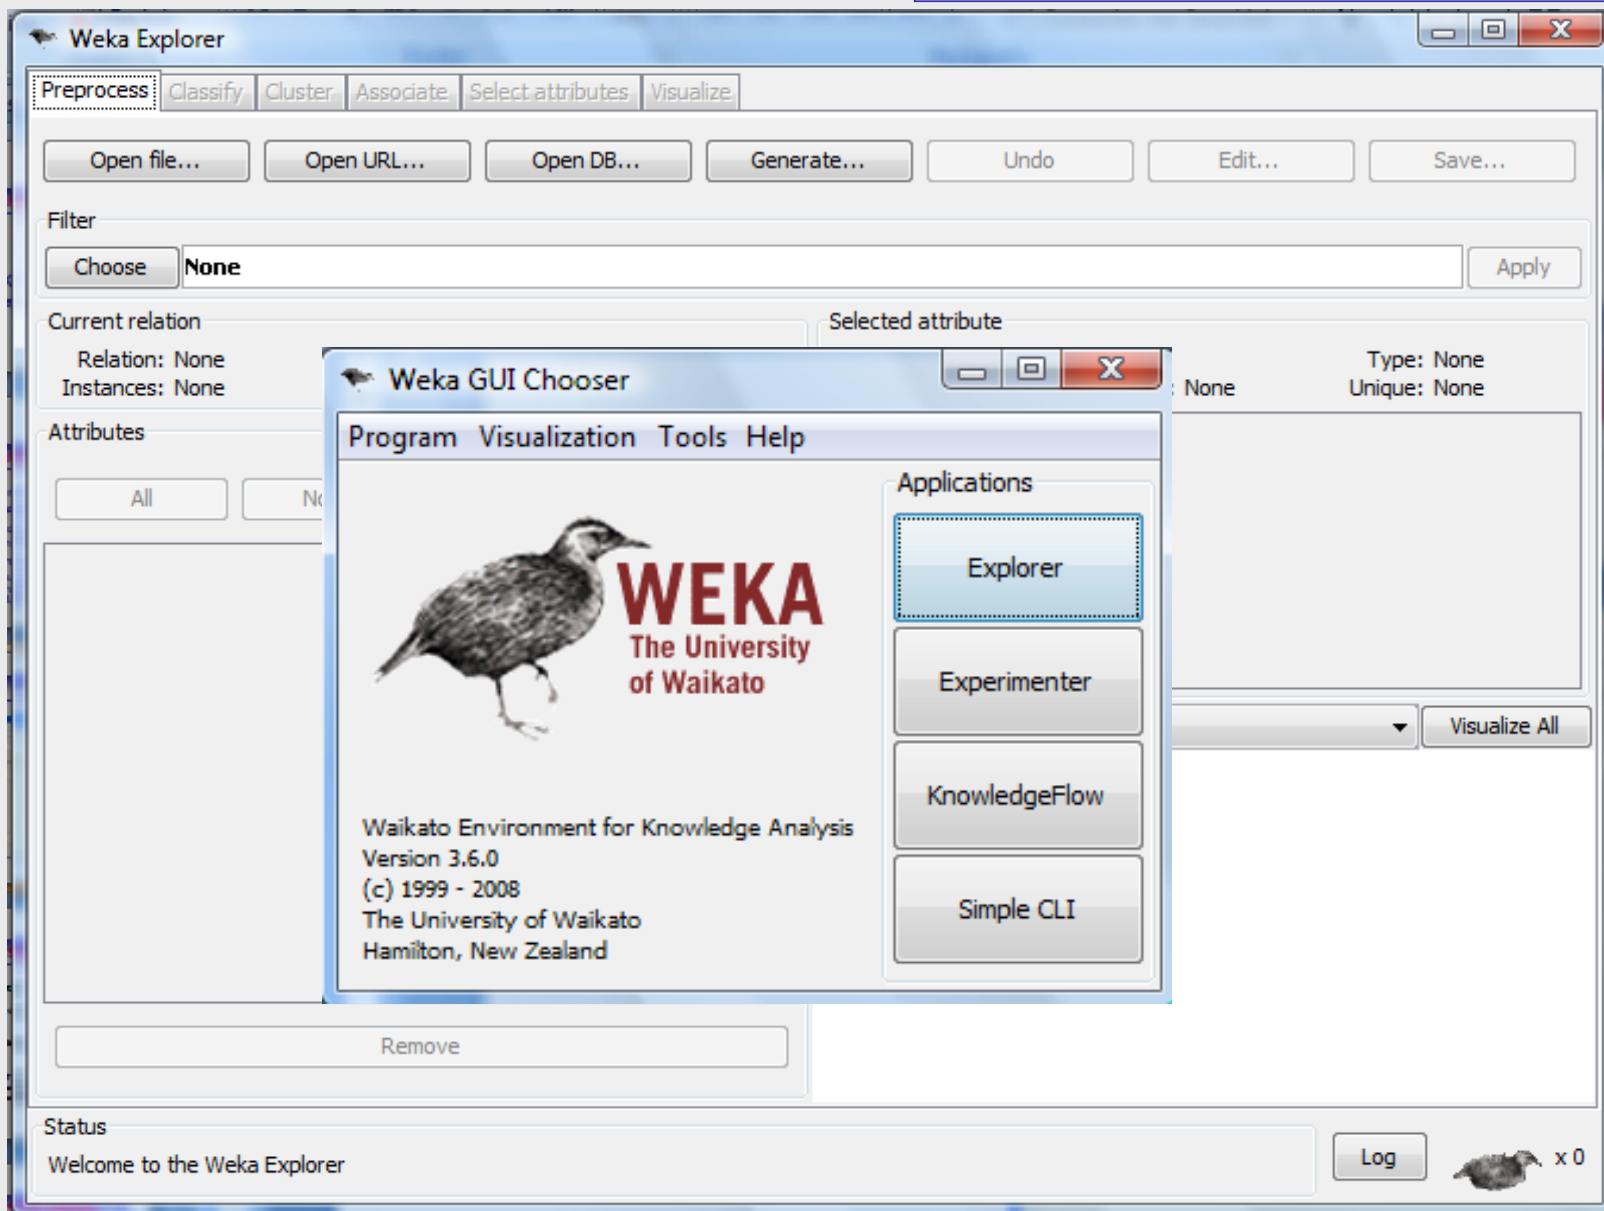 Weka Explorer
Preprocess Classify Cluster Associate Select attributes Visualize
Open file... Open URL... Open DB... Generate... Undo Edit... Save...
Filter
Choose None Apply
Current relation
Relation: None
Instances: None
Selected attribute
Type: None
: None Unique: None
Attributes
All
Weka GUI Chooser
Program Visualization Tools Help
WEKA
The University
of Waikato
Waikato Environment for Knowledge Analysis
Version 3.6.0
(c) 1999 - 2008
The University of Waikato
Hamilton, New Zealand
Applications
Explorer
Experimenter
KnowledgeFlow
Simple CLI
Visualize All
Remove
Status
Welcome to the Weka Explorer
Log x 0